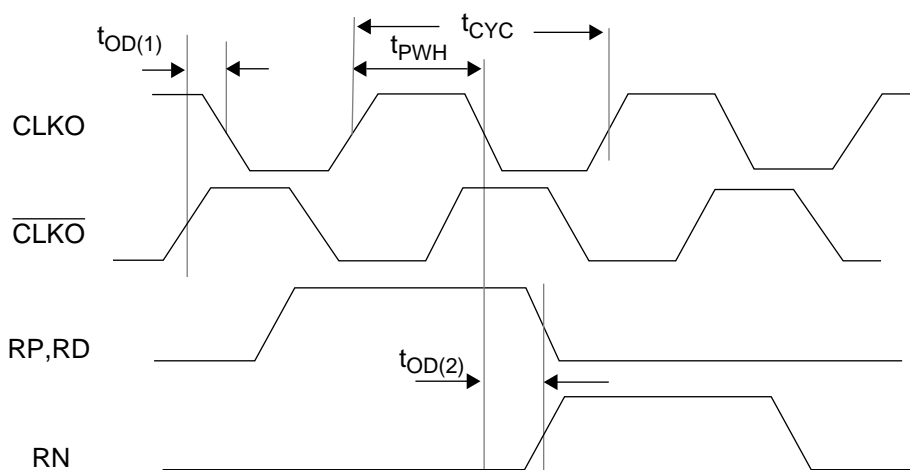 tCYC
tOD(1)
tPWH
CLKO
CLKO
RP,RD
tOD(2)
RN